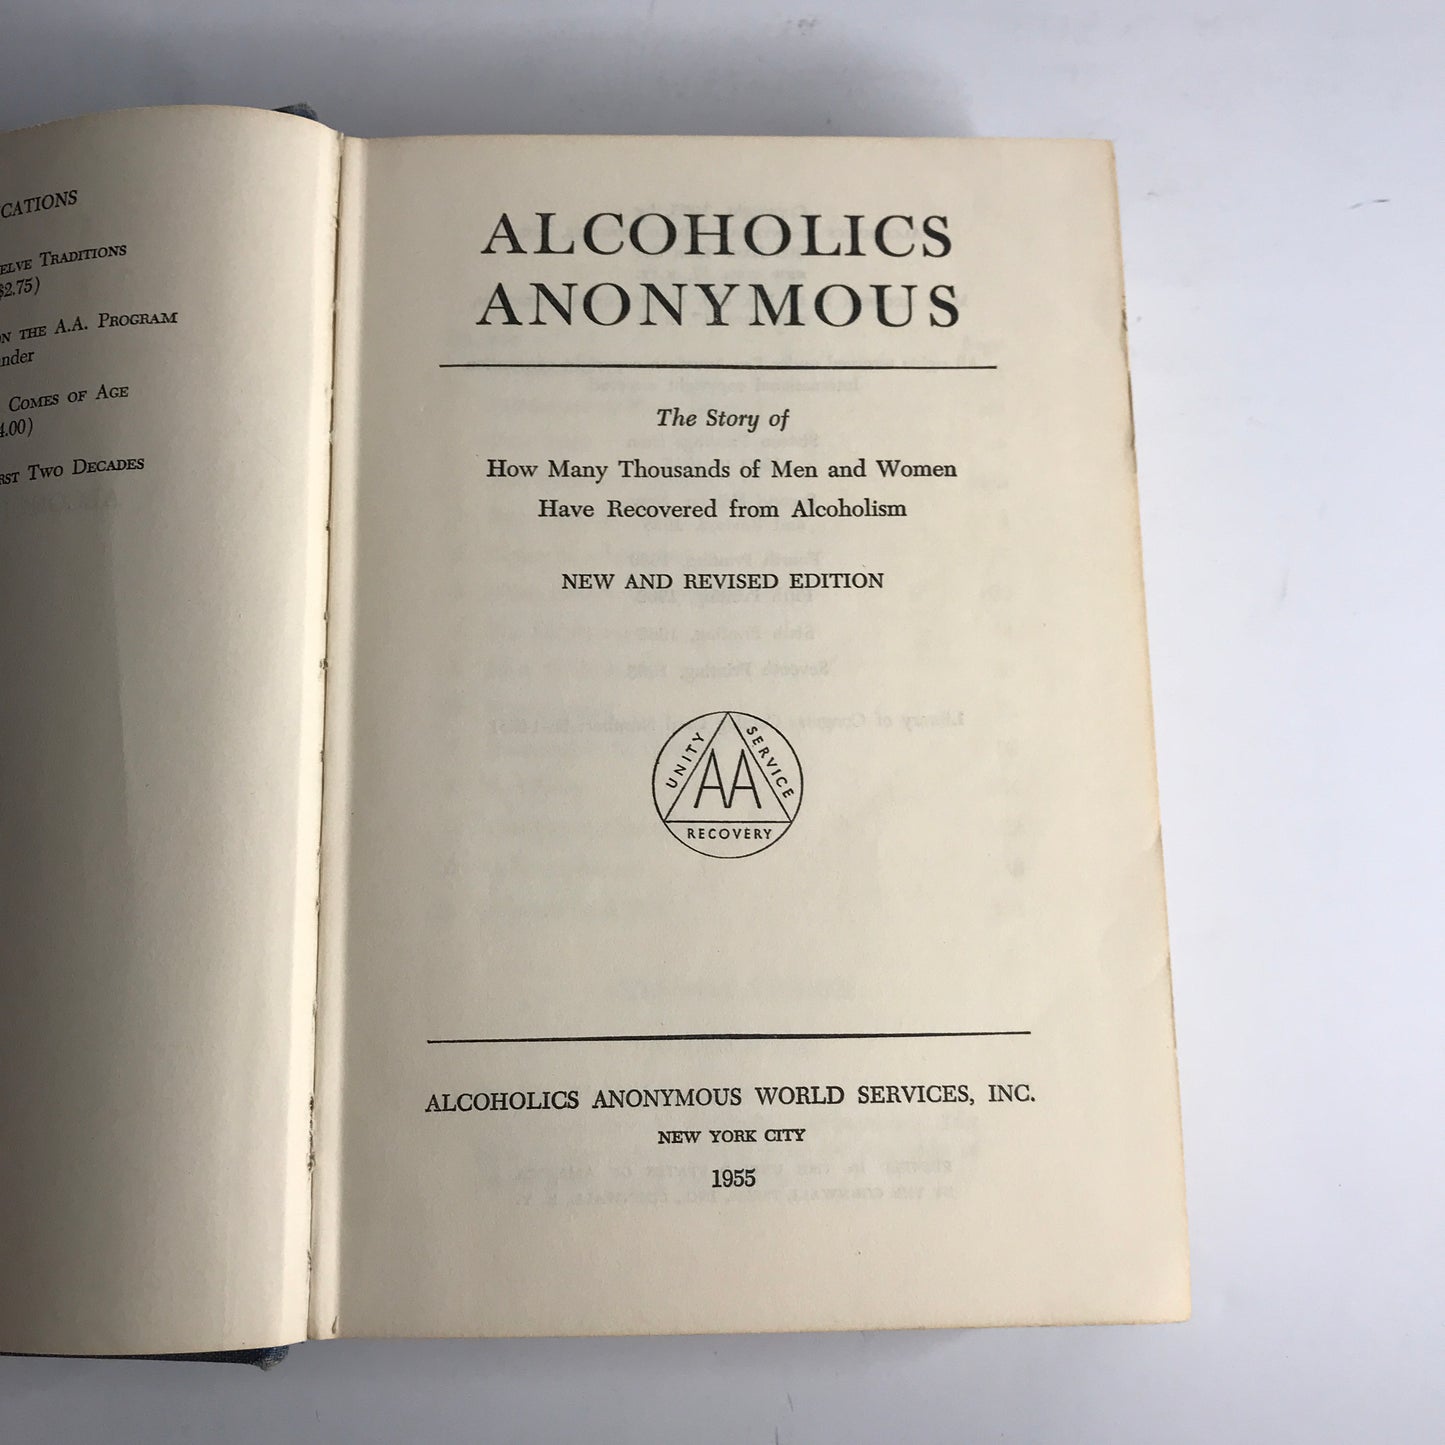 CATIONS
ELVE TRADITIONS
$2.75)
ON THE A.A. PROGRAM
nder
COMES OF AGE
4.00)
RST TWO DECADES
ALCOHOLICS
ANONYMOUS
The Story of
How Many Thousands of Men and Women
Have Recovered from Alcoholism
NEW AND REVISED EDITION
UNITY
SERVICE
AA
RECOVERY
ALCOHOLICS ANONYMOUS WORLD SERVICES, INC.
NEW YORK CITY
1955